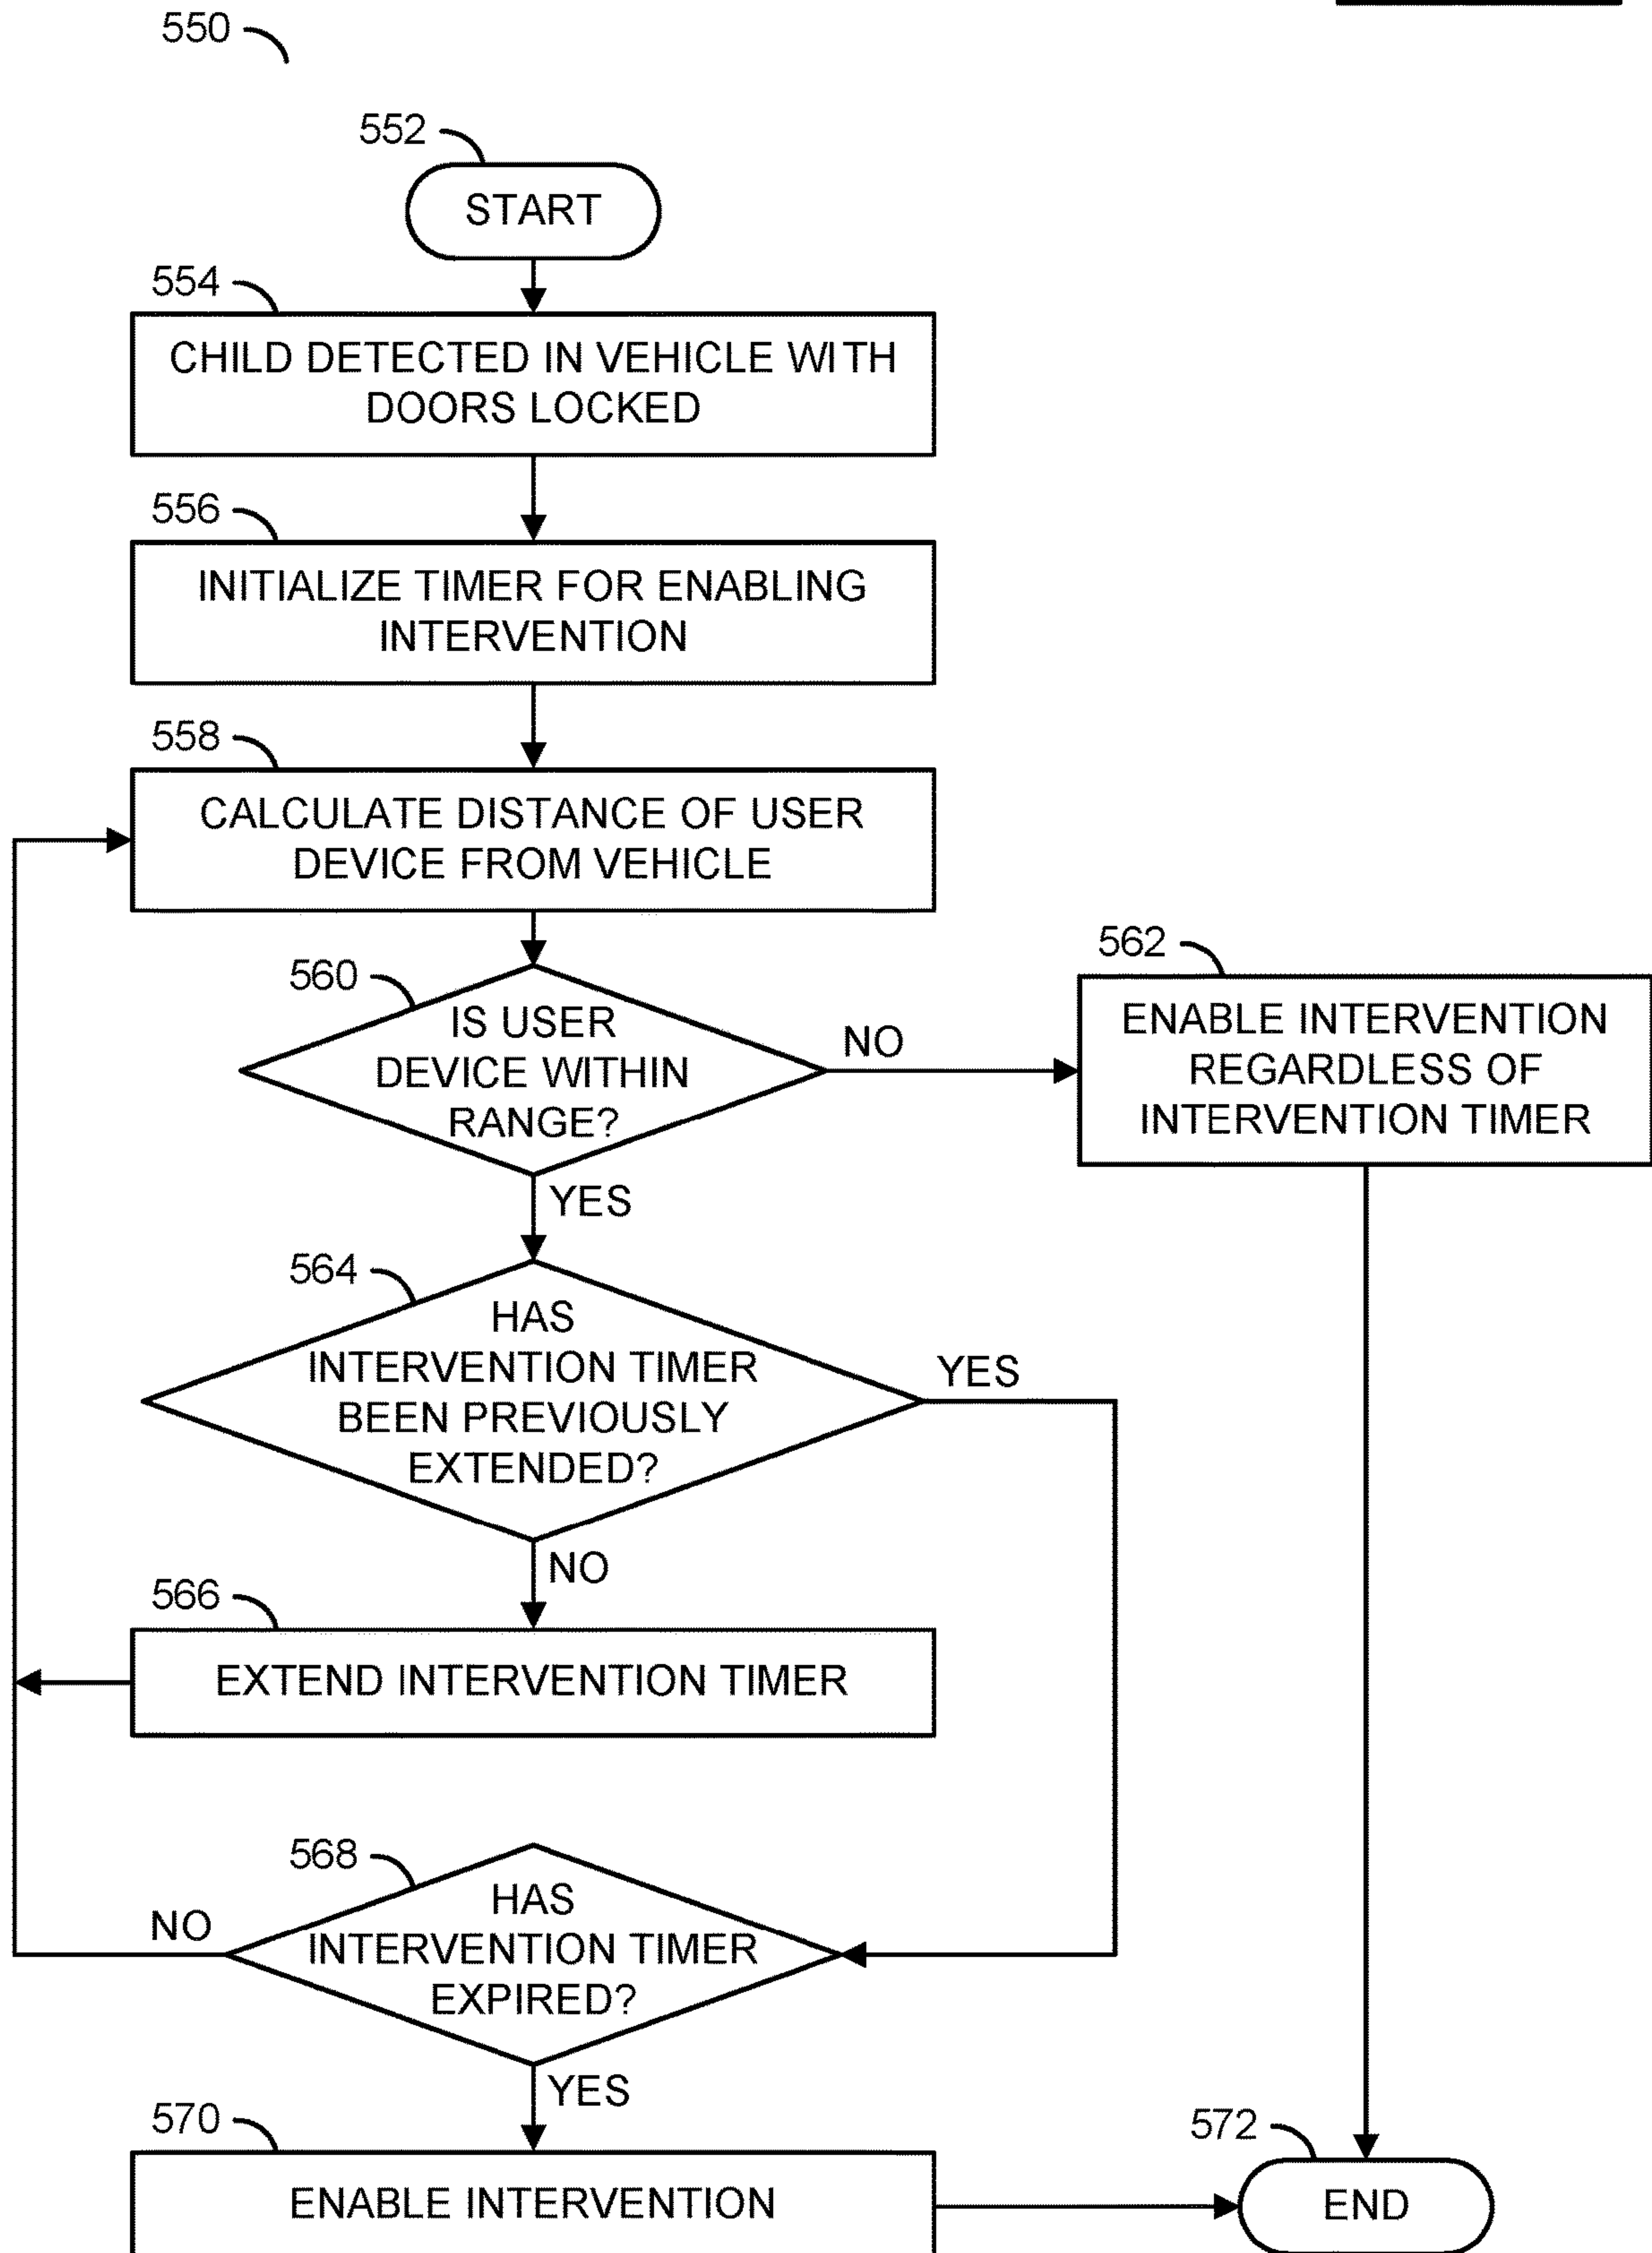 550
552
START
554
CHILD DETECTED IN VEHICLE WITH
DOORS LOCKED
556
INITIALIZE TIMER FOR ENABLING
INTERVENTION
558
CALCULATE DISTANCE OF USER
DEVICE FROM VEHICLE
560
IS USER
DEVICE WITHIN
RANGE?
NO
562
ENABLE INTERVENTION
REGARDLESS OF
INTERVENTION TIMER
YES
564
HAS
INTERVENTION TIMER
BEEN PREVIOUSLY
EXTENDED?
YES
NO
566
EXTEND INTERVENTION TIMER
568
HAS
INTERVENTION TIMER
EXPIRED?
NO
YES
570
ENABLE INTERVENTION
572
END